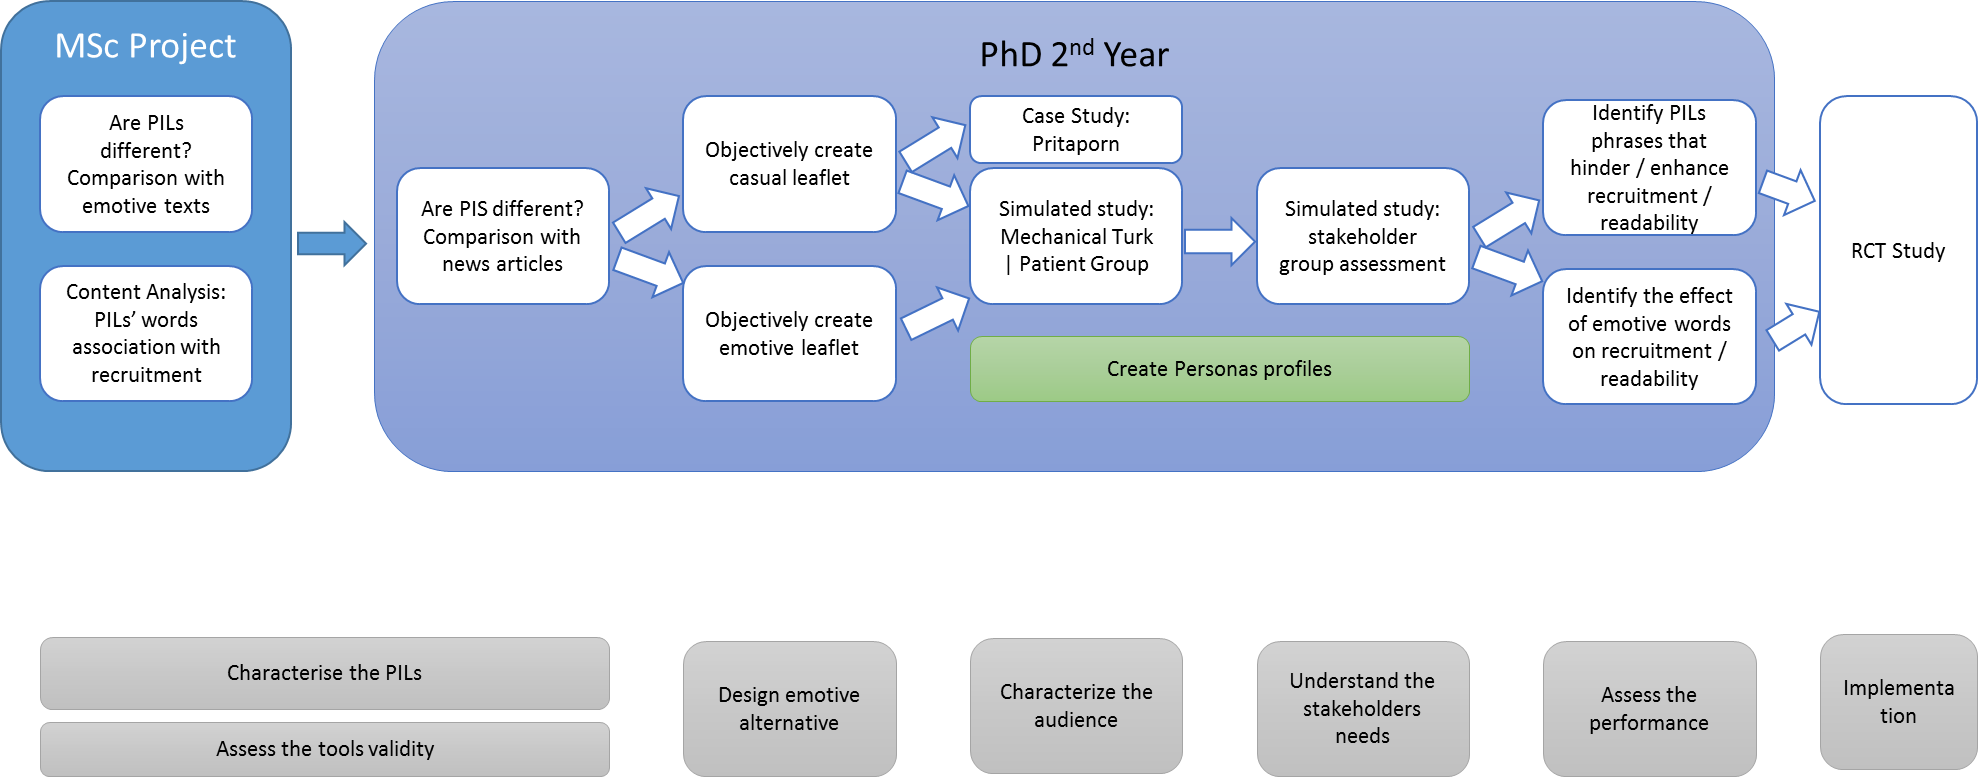 MSc Project
Are PILs
different?
Comparison with
emotive texts
Content Analysis:
PILs’ words
association with
recruitment
PhD 2nd Year
Are PIS different?
Comparison with
news articles
Objectively create
casual leaflet
Objectively create
emotive leaflet
Case Study:
Pritaporn
Simulated study:
Mechanical Turk
| Patient Group
Simulated study:
stakeholder
group assessment
Create Personas profiles
Identify PILs
phrases that
hinder / enhance
recruitment /
readability
Identify the effect
of emotive words
on recruitment /
readability
RCT Study
Characterise the PILs
Assess the tools validity
Design emotive
alternative
Characterize the
audience
Understand the
stakeholders
needs
Assess the
performance
Implementa
tion